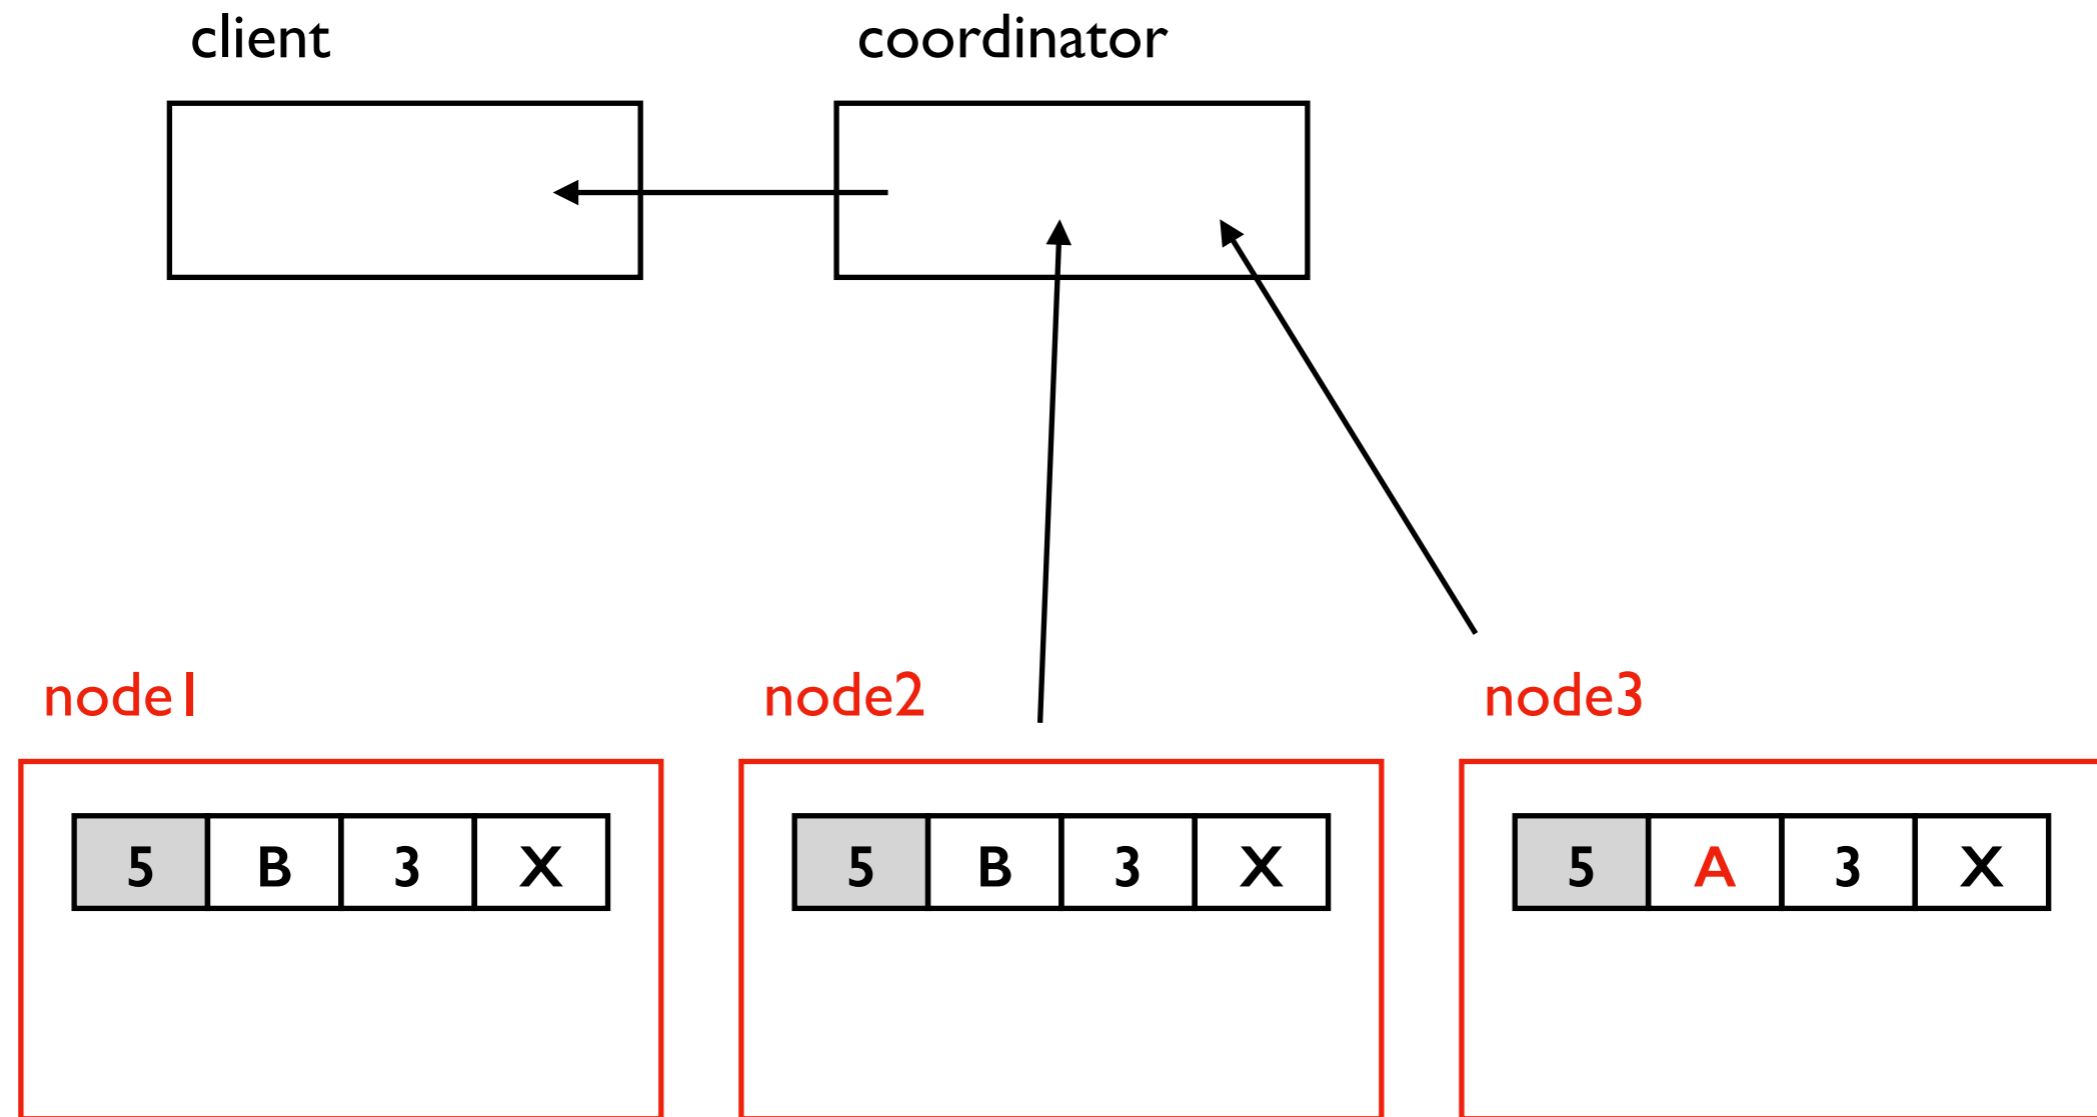 client coordinator
node1 node2 node3
5 B 3 X 5 B 3 X 5 A 3 X